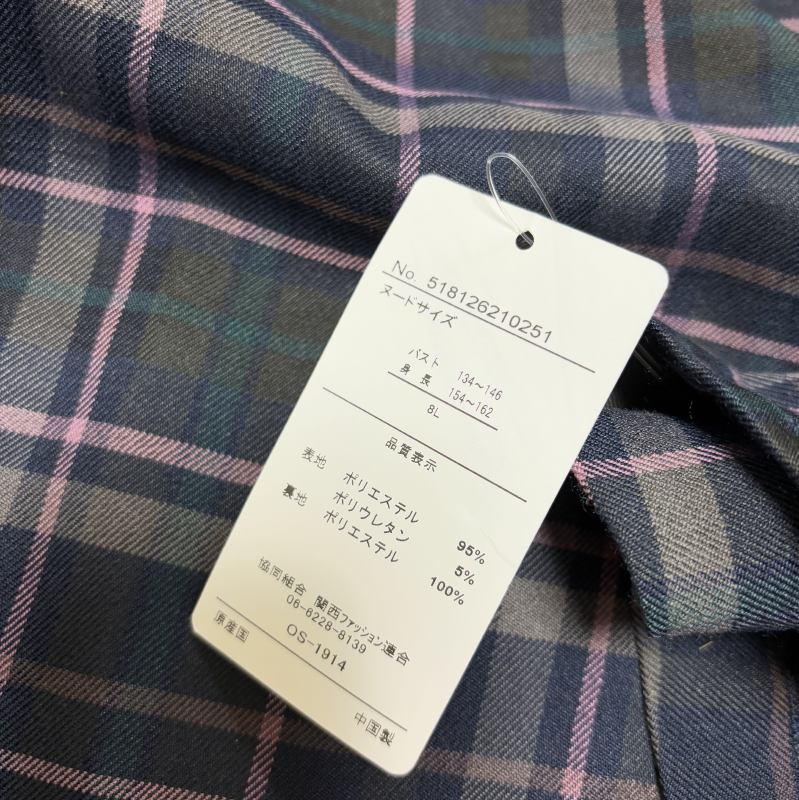 No. 518126210251
ヌードサイズ
バスト 134～146
身長 154～162
8L
品質表示
表地 ポリエステル 95%
ポリウレタン 5%
裏地 ポリエステル 100%
協同組合 関西ファッション連合
06-6228-8139
OS-1914
原産国 中国製